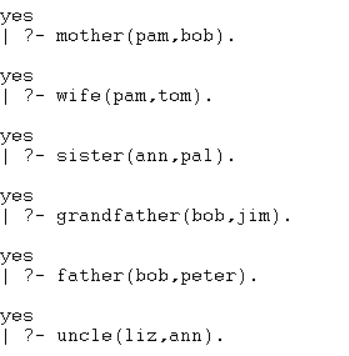 yes
| ?- mother(pam,bob).
yes
| ?- wife(pam,tom).
yes
| ?- sister(ann,pal).
yes
| ?- grandfather(bob,jim).
yes
| ?- father(bob,peter).
yes
| ?- uncle(liz,ann).